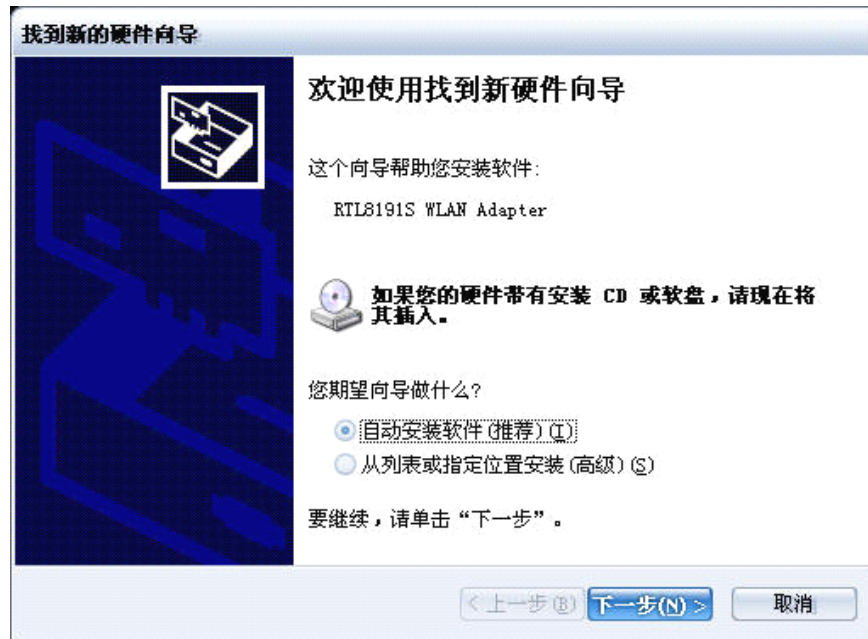 找到新的硬件向导
欢迎使用找到新硬件向导
这个向导帮助您安装软件:
RTL8191S WLAN Adapter
如果您的硬件带有安装 CD 或软盘，请现在将
其插入。
您期望向导做什么?
自动安装软件(推荐)(I)
从列表或指定位置安装(高级)(S)
要继续，请单击“下一步”。
< 上一步(B)
下一步(N) >
取消